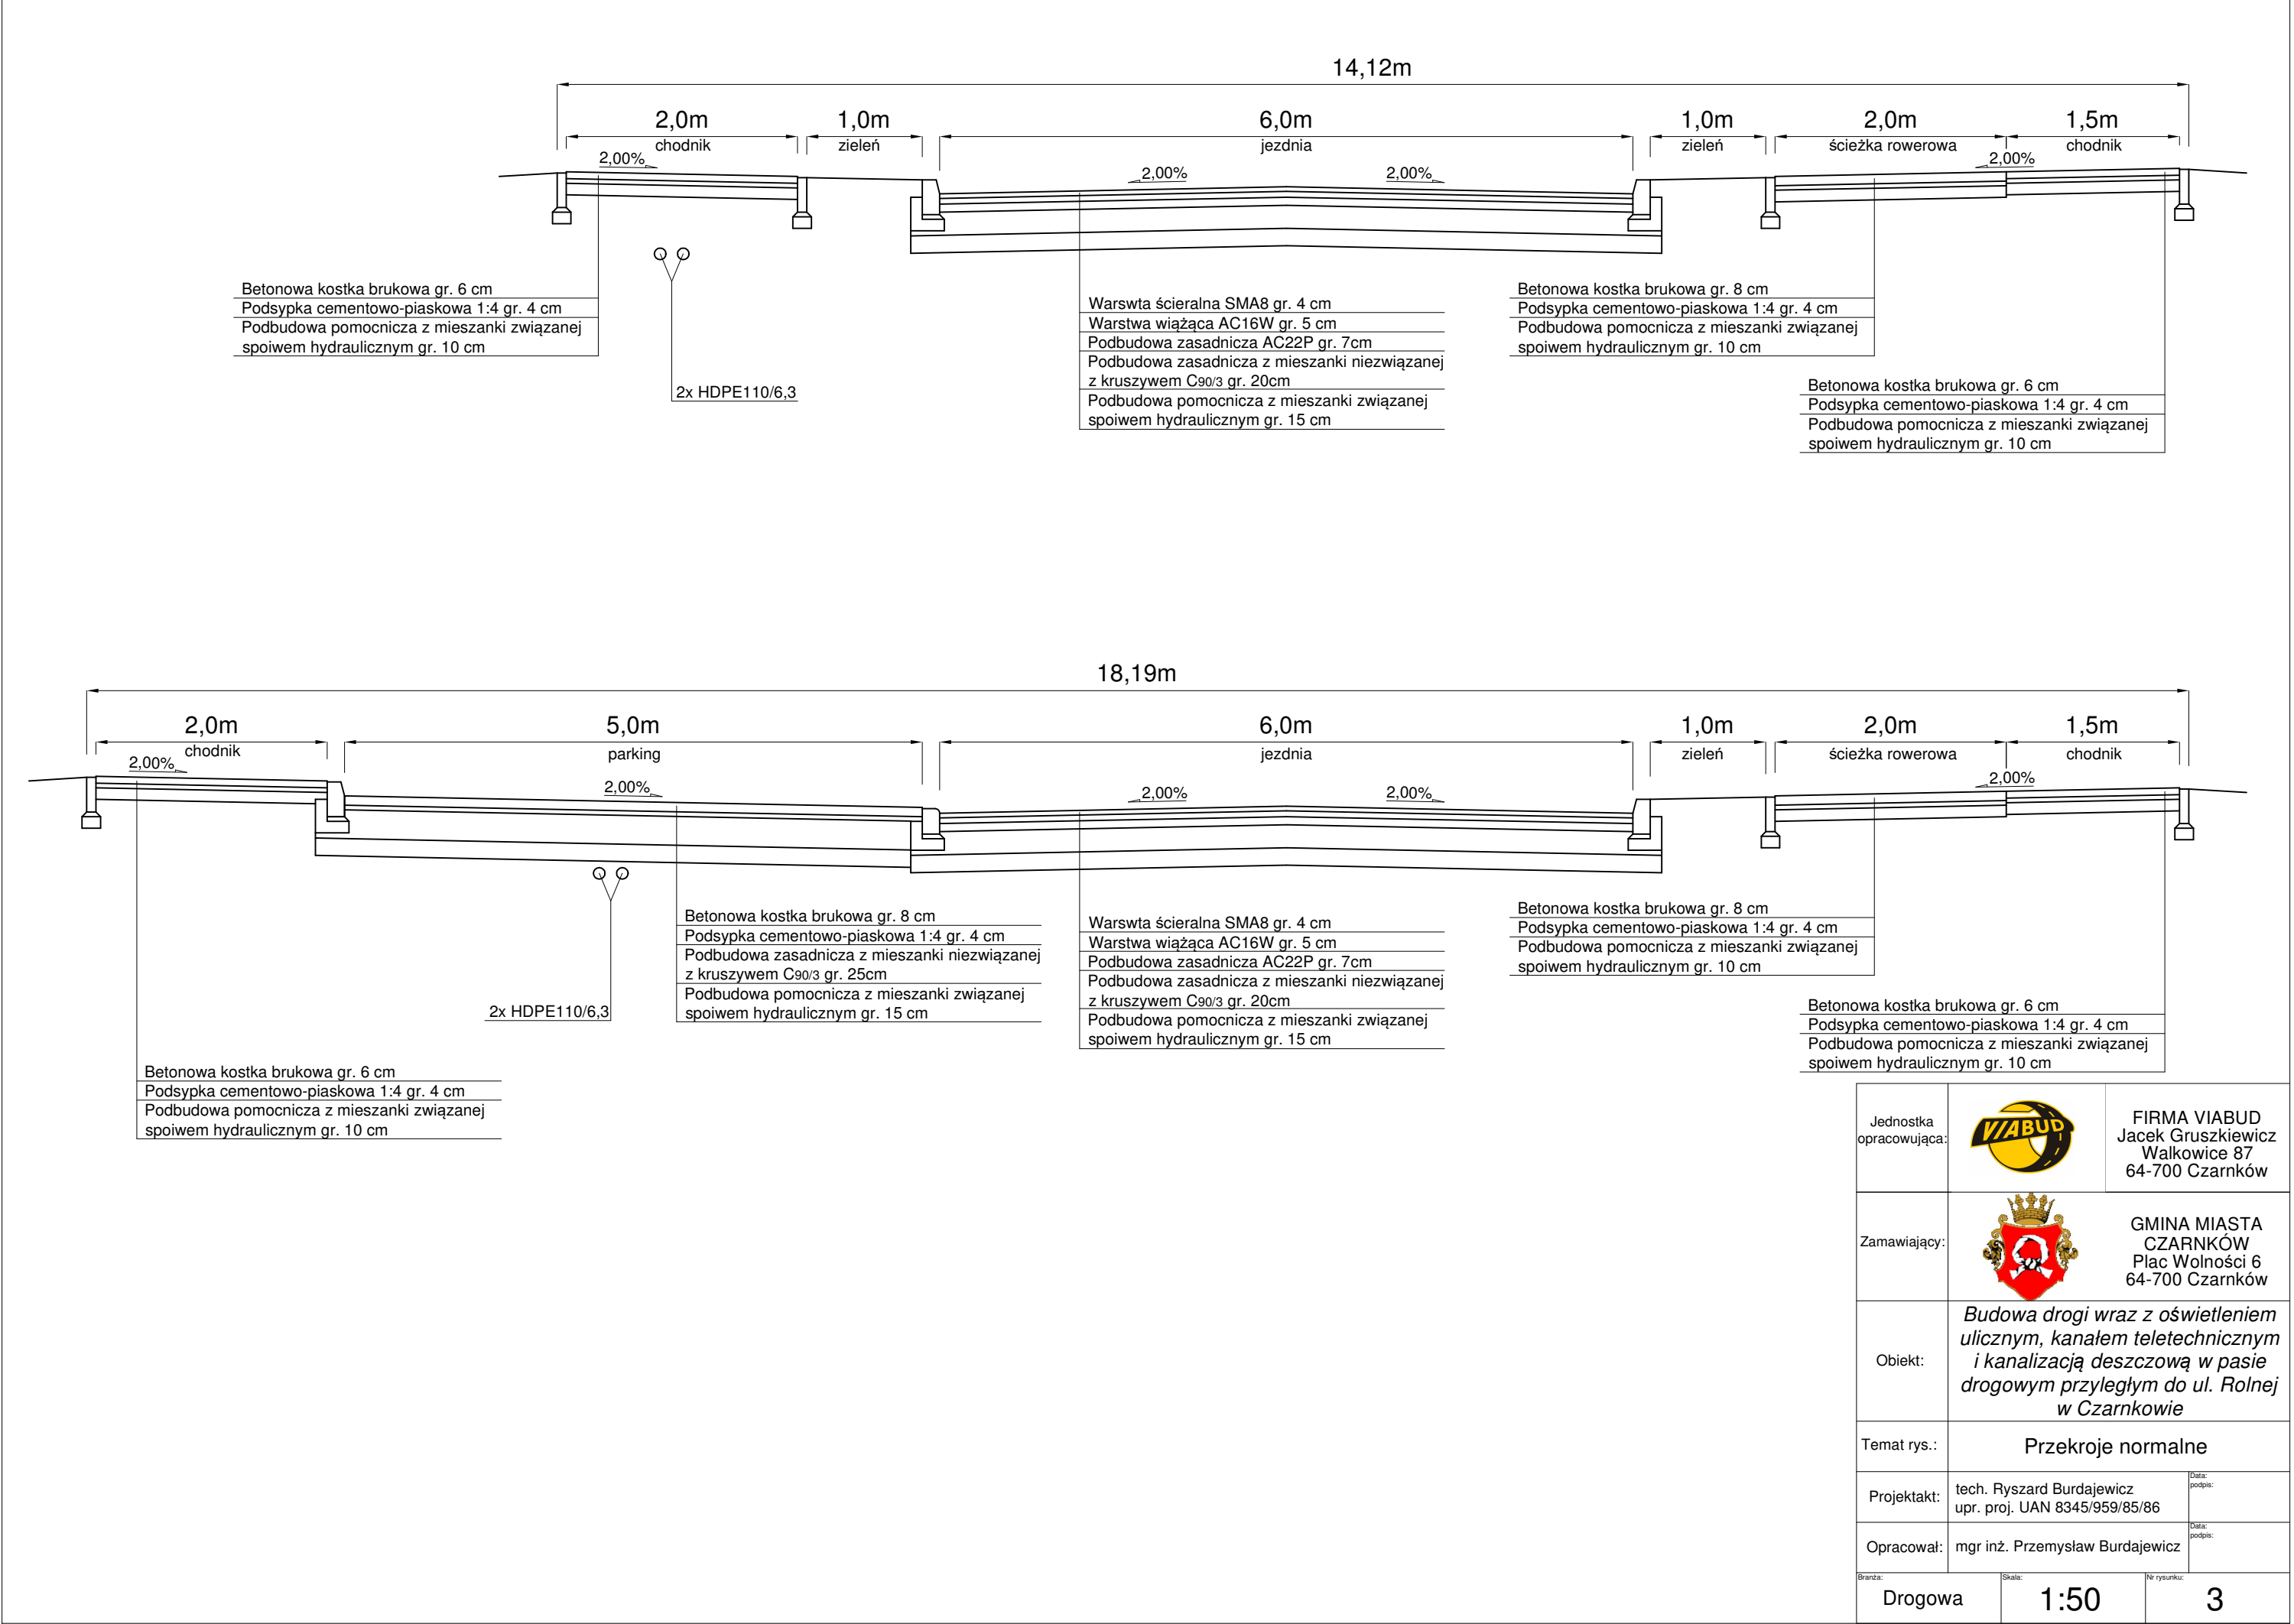 14,12m
2,0m
1,0m
6,0m
1,0m
2,0m
1,5m
chodnik
zieleń
jezdnia
zieleń
ścieżka rowerowa
chodnik
2,00%
2,00%
2,00%
2,00%
Betonowa kostka brukowa gr. 6 cm
Podsypka cementowo-piaskowa 1:4 gr. 4 cm
Podbudowa pomocnicza z mieszanki związanej
spoiwem hydraulicznym gr. 10 cm
2x HDPE110/6,3
Warswta ścieralna SMA8 gr. 4 cm
Warstwa wiążąca AC16W gr. 5 cm
Podbudowa zasadnicza AC22P gr. 7cm
Podbudowa zasadnicza z mieszanki niezwiązanej
z kruszywem C90/3 gr. 20cm
Podbudowa pomocnicza z mieszanki związanej
spoiwem hydraulicznym gr. 15 cm
Betonowa kostka brukowa gr. 8 cm
Podsypka cementowo-piaskowa 1:4 gr. 4 cm
Podbudowa pomocnicza z mieszanki związanej
spoiwem hydraulicznym gr. 10 cm
Betonowa kostka brukowa gr. 6 cm
Podsypka cementowo-piaskowa 1:4 gr. 4 cm
Podbudowa pomocnicza z mieszanki związanej
spoiwem hydraulicznym gr. 10 cm
18,19m
2,0m
5,0m
6,0m
1,0m
2,0m
1,5m
chodnik
parking
jezdnia
zieleń
ścieżka rowerowa
chodnik
2,00%
2,00%
2,00%
2,00%
2,00%
Betonowa kostka brukowa gr. 6 cm
Podsypka cementowo-piaskowa 1:4 gr. 4 cm
Podbudowa pomocnicza z mieszanki związanej
spoiwem hydraulicznym gr. 10 cm
2x HDPE110/6,3
Betonowa kostka brukowa gr. 8 cm
Podsypka cementowo-piaskowa 1:4 gr. 4 cm
Podbudowa zasadnicza z mieszanki niezwiązanej
z kruszywem C90/3 gr. 25cm
Podbudowa pomocnicza z mieszanki związanej
spoiwem hydraulicznym gr. 15 cm
Warswta ścieralna SMA8 gr. 4 cm
Warstwa wiążąca AC16W gr. 5 cm
Podbudowa zasadnicza AC22P gr. 7cm
Podbudowa zasadnicza z mieszanki niezwiązanej
z kruszywem C90/3 gr. 20cm
Podbudowa pomocnicza z mieszanki związanej
spoiwem hydraulicznym gr. 15 cm
Betonowa kostka brukowa gr. 8 cm
Podsypka cementowo-piaskowa 1:4 gr. 4 cm
Podbudowa pomocnicza z mieszanki związanej
spoiwem hydraulicznym gr. 10 cm
Betonowa kostka brukowa gr. 6 cm
Podsypka cementowo-piaskowa 1:4 gr. 4 cm
Podbudowa pomocnicza z mieszanki związanej
spoiwem hydraulicznym gr. 10 cm
Jednostka
opracowująca:
VIABUD
FIRMA VIABUD
Jacek Gruszkiewicz
Walkowice 87
64-700 Czarnków
Zamawiający:
GMINA MIASTA
CZARNKÓW
Plac Wolności 6
64-700 Czarnków
Obiekt:
Budowa drogi wraz z oświetleniem
ulicznym, kanałem teletechnicznym
i kanalizacją deszczową w pasie
drogowym przyległym do ul. Rolnej
w Czarnkowie
Temat rys.:
Przekroje normalne
Projektakt:
tech. Ryszard Burdajewicz
upr. proj. UAN 8345/959/85/86
Data:
podpis:
Opracował:
mgr inż. Przemysław Burdajewicz
Data:
podpis:
Branża:
Drogowa
Skala:
1:50
Nr rysunku:
3